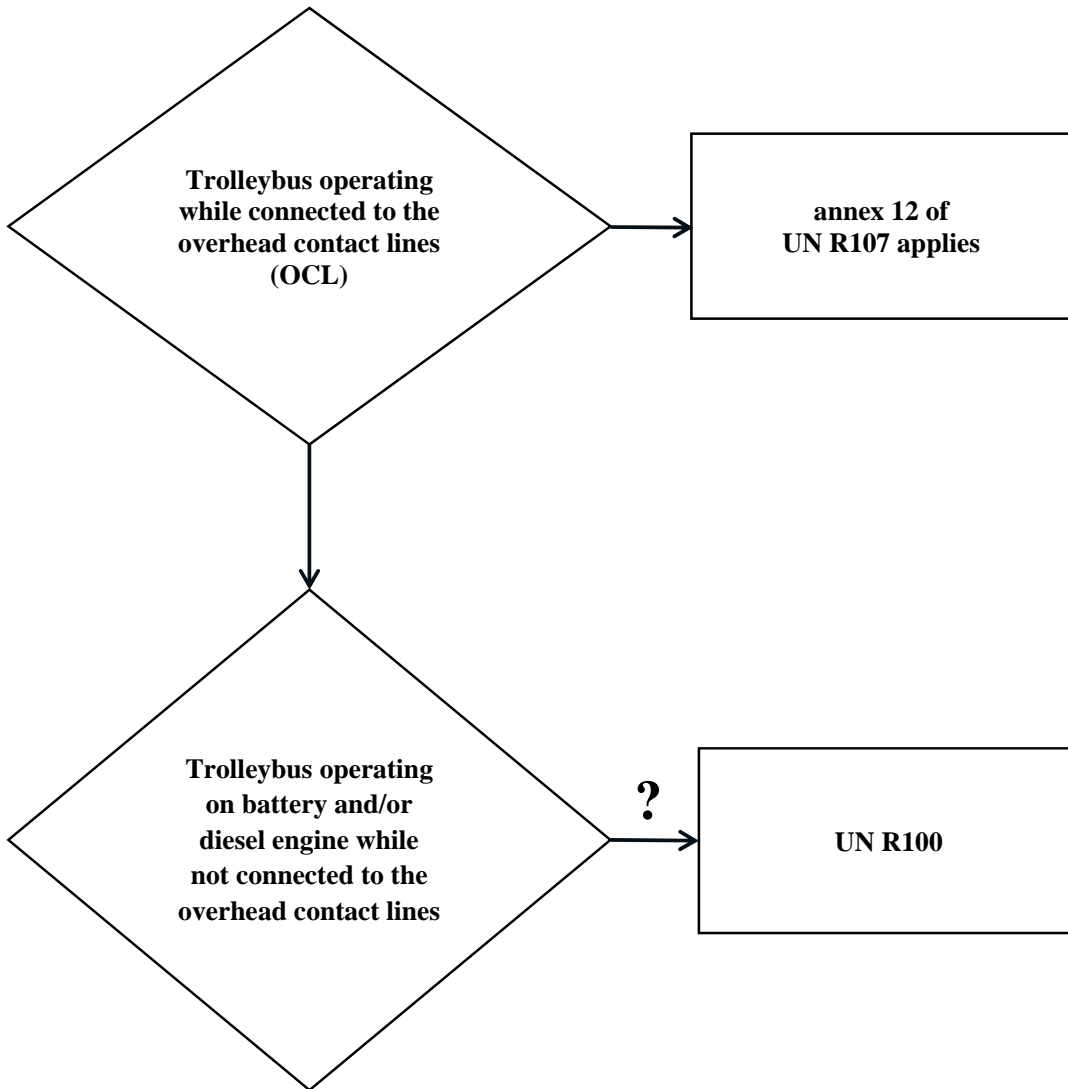 Trolleybus operating
while connected to the
overhead contact lines
(OCL)
annex 12 of
UN R107 applies
Trolleybus operating
on battery and/or
diesel engine while
not connected to the
overhead contact lines
?
UN R100